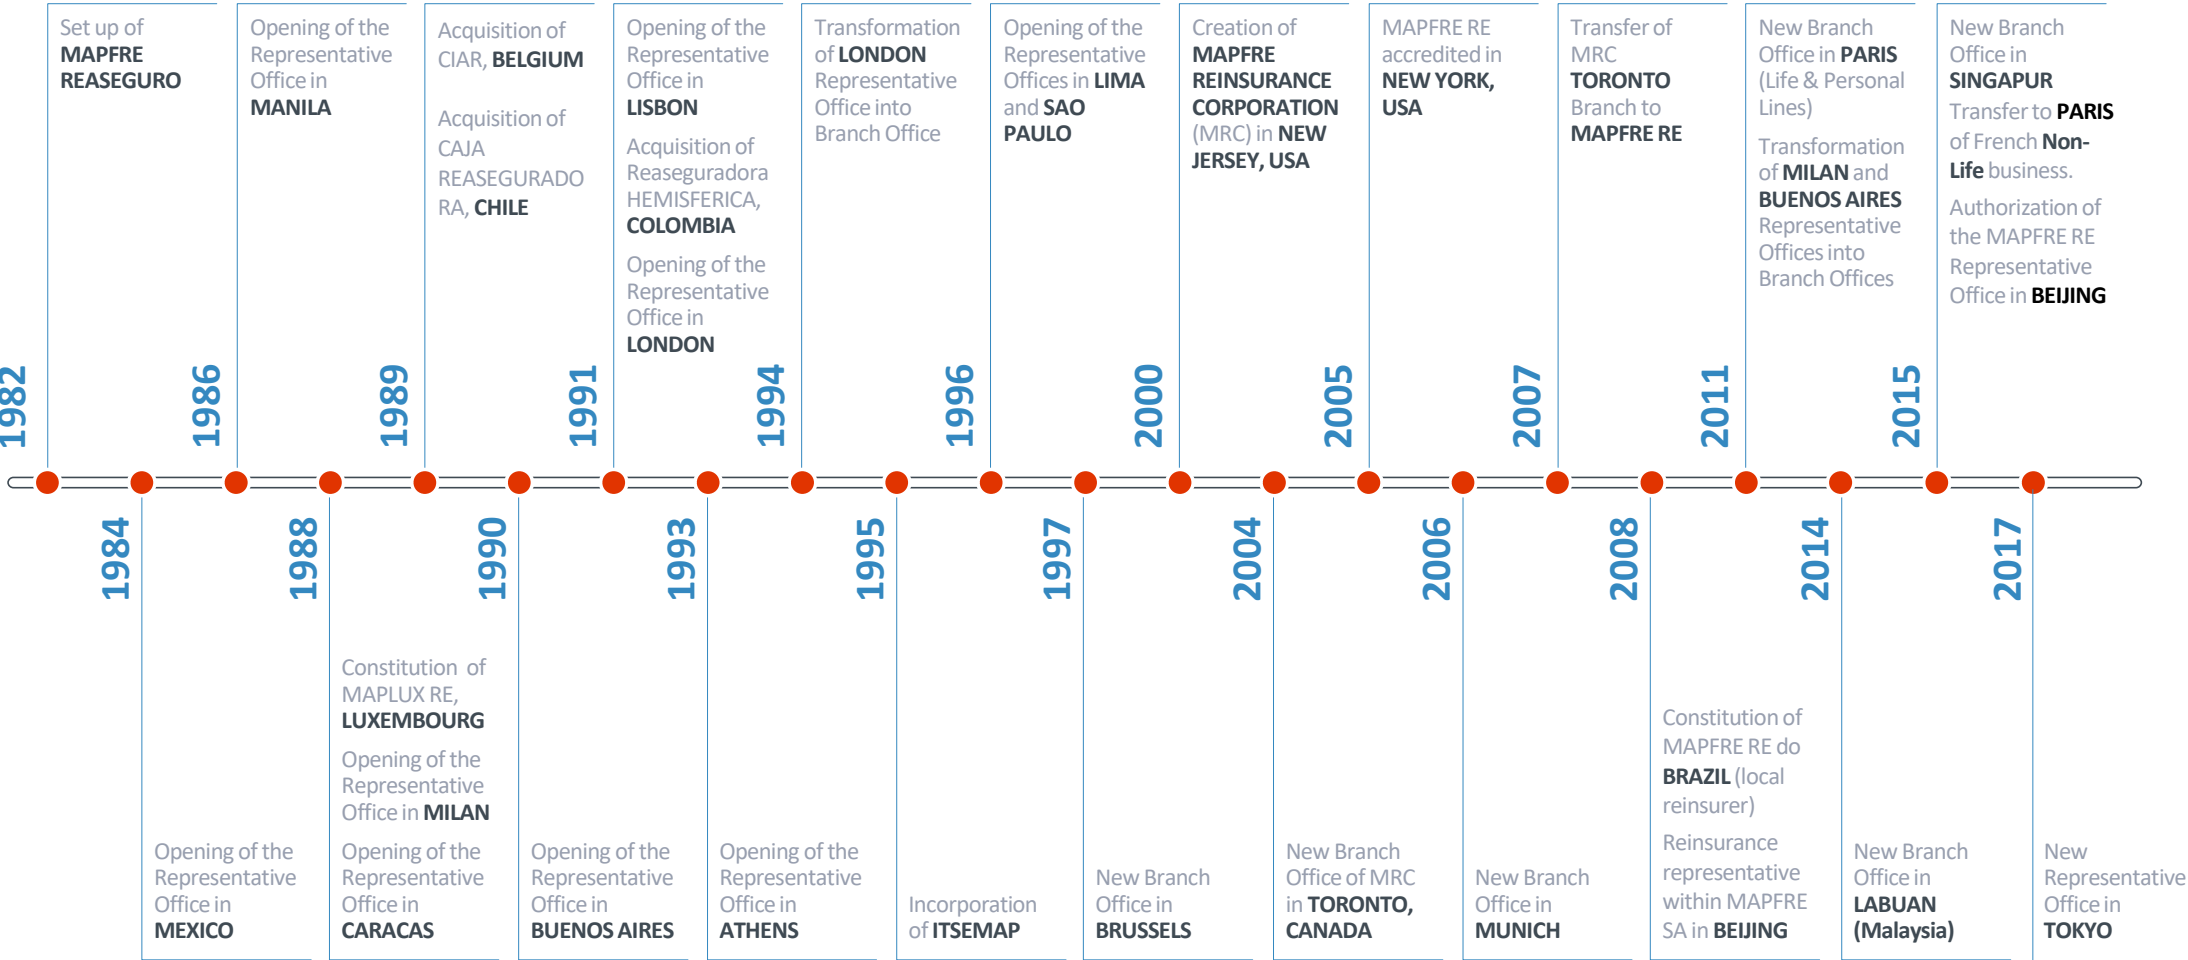 Set up of
MAPFRE
REASEGURO
Opening of the
Representative
Office in
MANILA
Acquisition of
CIAR, BELGIUM
Acquisition of
CAJA
REASEGURADO
RA, CHILE
Opening of the
Representative
Office in
LISBON
Acquisition of
Reaseguradora
HEMISFERICA,
COLOMBIA
Opening of the
Representative
Office in
LONDON
Transformation
of LONDON
Representative
Office into
Branch Office
Opening of the
Representative
Offices in LIMA
and SAO
PAULO
Creation of
MAPFRE
REINSURANCE
CORPORATION
(MRC) in NEW
JERSEY, USA
MAPFRE RE
accredited in
NEW YORK,
USA
Transfer of
MRC
TORONTO
Branch to
MAPFRE RE
New Branch
Office in PARIS
(Life & Personal
Lines)
Transformation
of MILAN and
BUENOS AIRES
Representative
Offices into
Branch Offices
New Branch
Office in
SINGAPUR
Transfer to PARIS
of French Non-
Life business.
Authorization of
the MAPFRE RE
Representative
Office in BEIJING
1982
1986
1989
1991
1994
1996
2000
2005
2007
2011
2015
1984
1988
1990
1993
1995
1997
2004
2006
2008
2014
2017
Opening of the
Representative
Office in
MEXICO
Constitution of
MAPLUX RE,
LUXEMBOURG
Opening of the
Representative
Office in MILAN
Opening of the
Representative
Office in
CARACAS
Opening of the
Representative
Office in
BUENOS AIRES
Opening of the
Representative
Office in
ATHENS
Incorporation
of ITSEMAP
New Branch
Office in
BRUSSELS
New Branch
Office of MRC
in TORONTO,
CANADA
New Branch
Office in
MUNICH
Constitution of
MAPFRE RE do
BRAZIL (local
reinsurer)
Reinsurance
representative
within MAPFRE
SA in BEIJING
New Branch
Office in
LABUAN
(Malaysia)
New
Representative
Office in
TOKYO